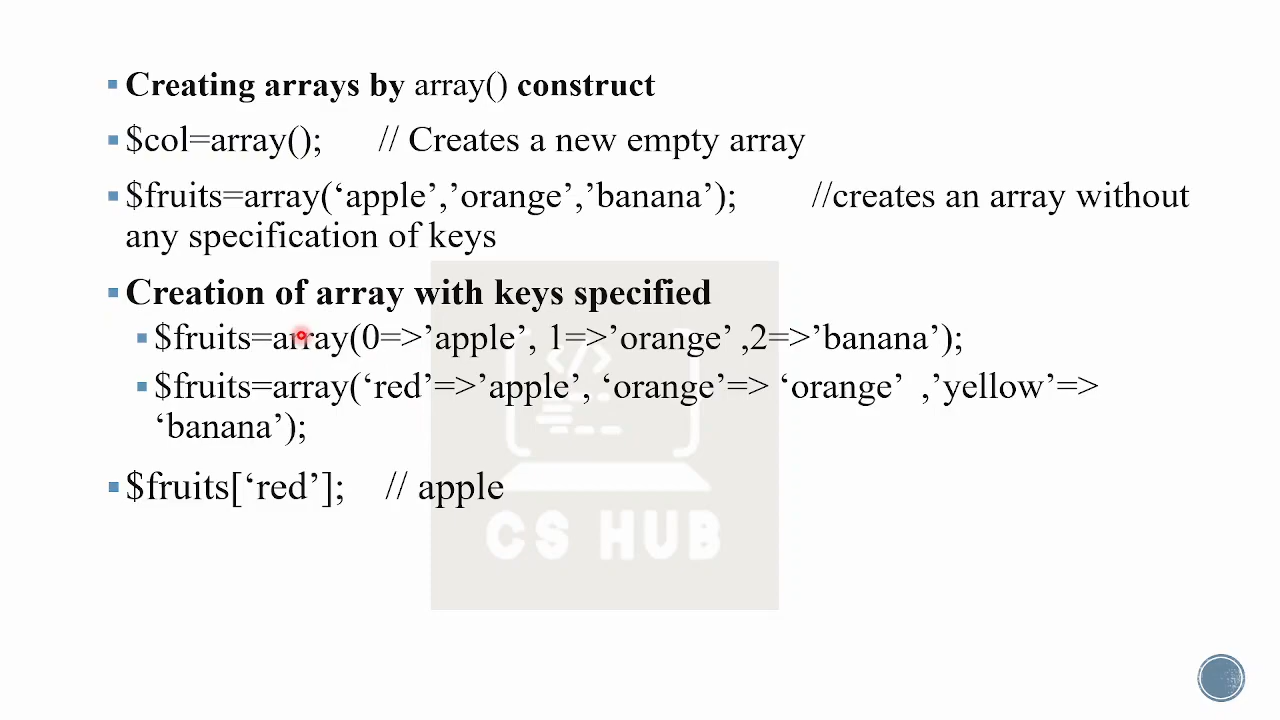 Creating arrays by array() construct
$col=array(); // Creates a new empty array
$fruits=array(‘apple’,’orange’,’banana’); //creates an array without
any specification of keys
Creation of array with keys specified
$fruits=array(0=>’apple’, 1=>’orange’ ,2=>’banana’);
$fruits=array(‘red’=>’apple’, ‘orange’=> ‘orange’ ,’yellow’=>
‘banana’);
$fruits[‘red’]; // apple
CS HUB